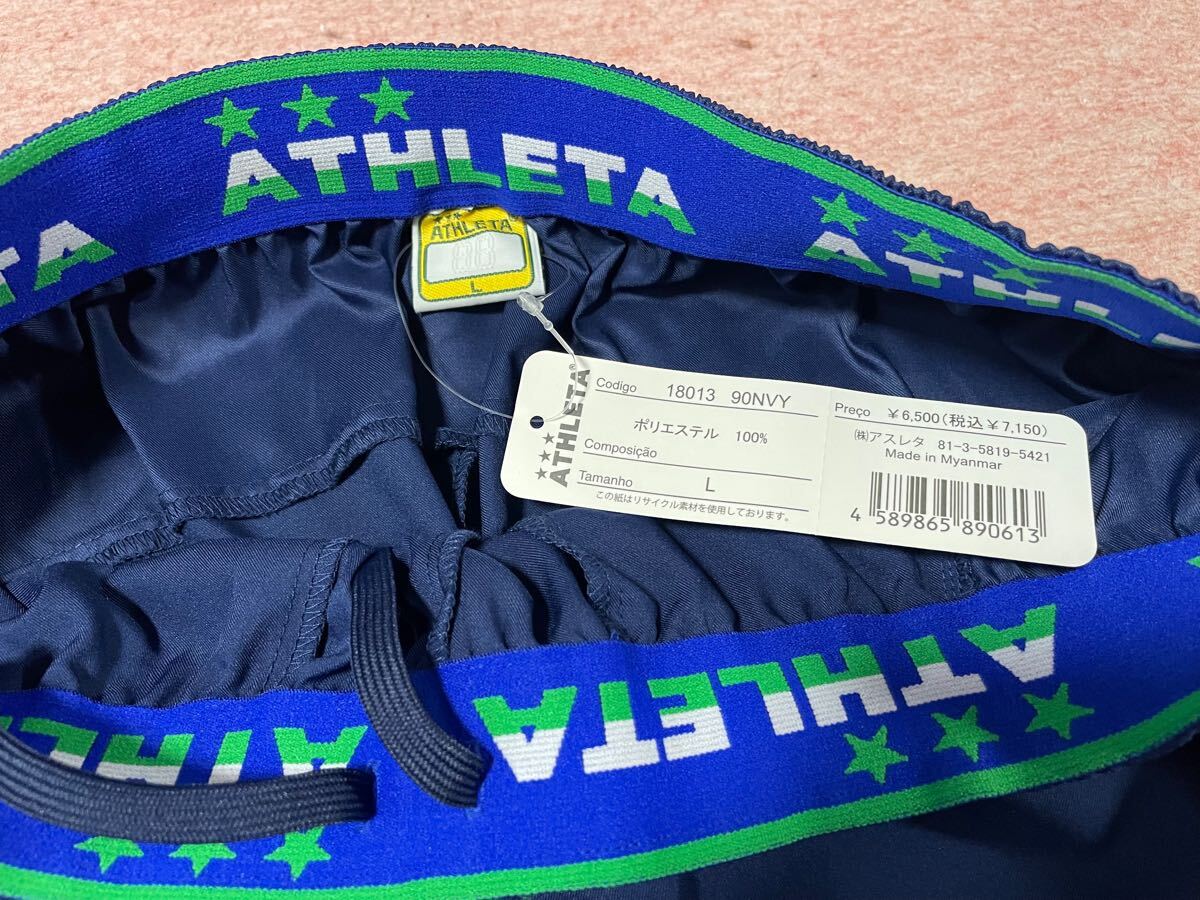 ATHLETA
ATHLETA
TA
ATHLETA
L
ATHLETA®
Codigo 18013 90NVY
ポリエステル 100%
Composição
Tamanho L
この紙はリサイクル素材を使用しております。
Preço ¥6,500(税込¥7,150)
(株)アスレタ 81-3-5819-5421
Made in Myanmar
4 589865 890613
ATHLETA
ATHLETA